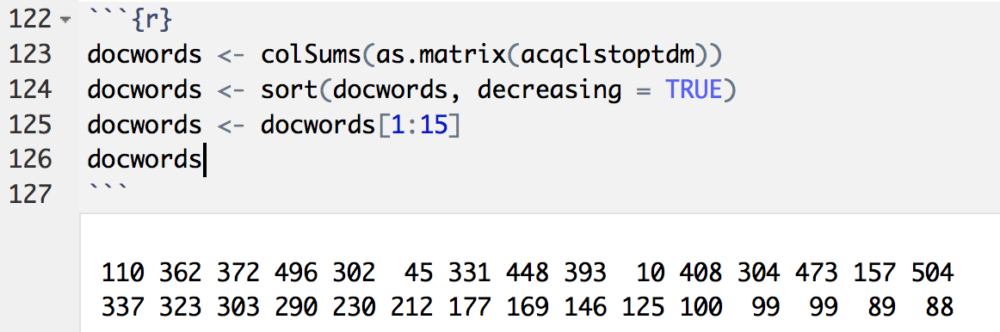 122 ```{r}
123 docwords <- colSums(as.matrix(acqclstoptdm))
124 docwords <- sort(docwords, decreasing = TRUE)
125 docwords <- docwords[1:15]
126 docwords
127 ```
110 362 372 496 302 45 331 448 393 10 408 304 473 157 504
337 323 303 290 230 212 177 169 146 125 100 99 99 89 88